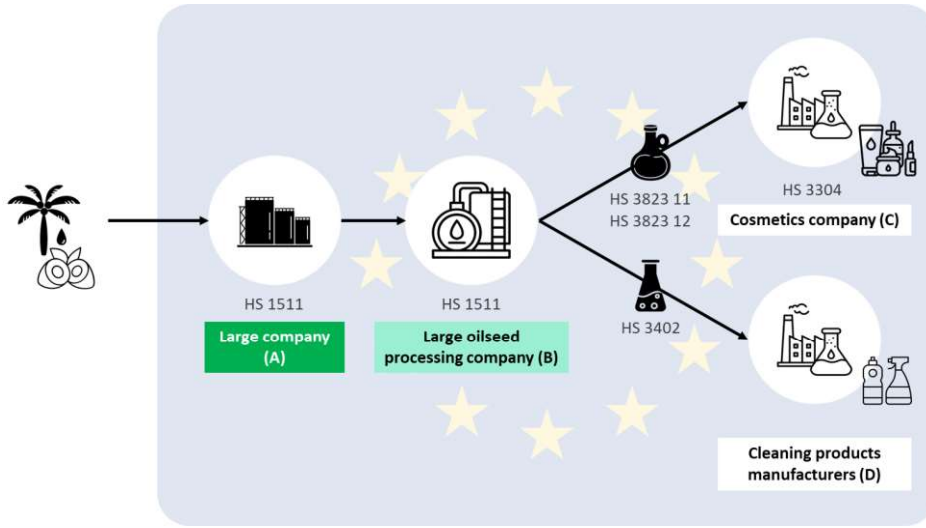 HS 1511
Large company
(A)
HS 1511
Large oilseed
processing company (B)
HS 3823 11
HS 3823 12
HS 3402
HS 3304
Cosmetics company (C)
Cleaning products
manufacturers (D)